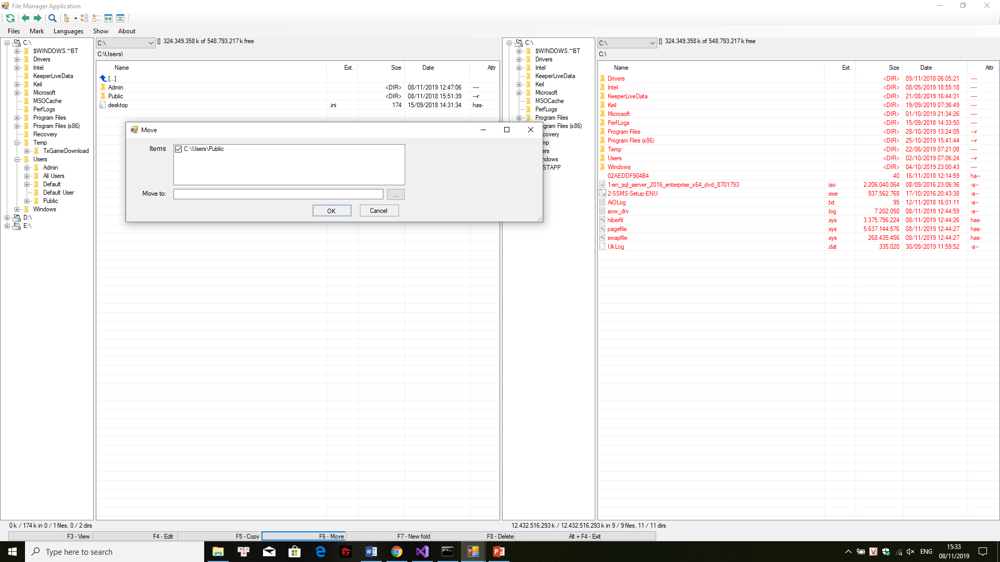 File Manager Application
Files Mark Languages Show About
C:\
$WINDOWS.~BT
Drivers
Intel
KeeperLiveData
Keil
Microsoft
MSOCache
PerfLogs
Program Files
Program Files (x86)
Recovery
Temp
TxGameDownload
Users
Admin
All Users
Default
Default User
Public
Windows
D:\
E:\
C:\ [] 324.349.358 k of 548.793.217 k free
C:\Users\
Name Ext. Size Date Attr
[...]
Admin <DIR> 08/11/2019 12:47:06 ----
Public <DIR> 08/11/2018 15:51:39 ---r
desktop .ini 174 15/09/2018 14:31:34 has-
Move
Items C:\Users\Public
Move to: ...
OK Cancel
C:\
$WINDOWS.~BT
Drivers
Intel
KeeperLiveData
Keil
Microsoft
MSOCache
PerfLogs
Program Files
ogram Files (x86)
covery
mp
ers
ndows
STAPP
C:\ [] 324.349.358 k of 548.793.217 k free
C:\
Name Ext. Size Date Attr
Drivers <DIR> 09/11/2018 06:05:21 ----
Intel <DIR> 08/05/2019 18:55:18 ----
KeeperLiveData <DIR> 21/08/2019 16:44:31 ----
Keil <DIR> 19/09/2019 07:36:49 ----
Microsoft <DIR> 01/10/2019 21:34:26 ----
PerfLogs <DIR> 15/09/2018 14:33:50 ----
Program Files <DIR> 28/10/2019 13:24:05 ---r
Program Files (x86) <DIR> 25/10/2019 15:41:44 ---r
Temp <DIR> 22/06/2019 07:21:08 ----
Users <DIR> 02/10/2019 07:06:24 ---r
Windows <DIR> 04/10/2019 23:00:43 ----
02AEDDF904B4 40 16/11/2018 12:14:59 ha--
1-en_sql_server_2016_enterprise_x64_dvd_8701793 .iso 2.206.040.064 08/09/2016 23:06:36 -a--
2-SSMS-Setup-ENU .exe 937.562.768 17/10/2016 20:43:38 -a--
AiOLog .txt 95 12/11/2018 16:01:11 -a--
aow_drv .log 7.202.050 08/11/2019 12:44:59 -a--
hiberfil .sys 3.375.796.224 08/11/2019 12:44:26 has-
pagefile .sys 5.637.144.576 08/11/2019 12:44:27 has-
swapfile .sys 268.435.456 08/11/2019 12:44:27 has-
UkLog .dat 335.020 30/09/2019 11:59:52 -a--
0 k / 174 k in 0 / 1 files, 0 / 2 dirs
12.432.516.293 k / 12.432.516.293 k in 9 / 9 files, 11 / 11 dirs
F3 - View F4 - Edit F5 - Copy F6 - Move F7 - New fold F8 - Delete Alt + F4 - Exit
Type here to search
ENG
15:33
08/11/2019